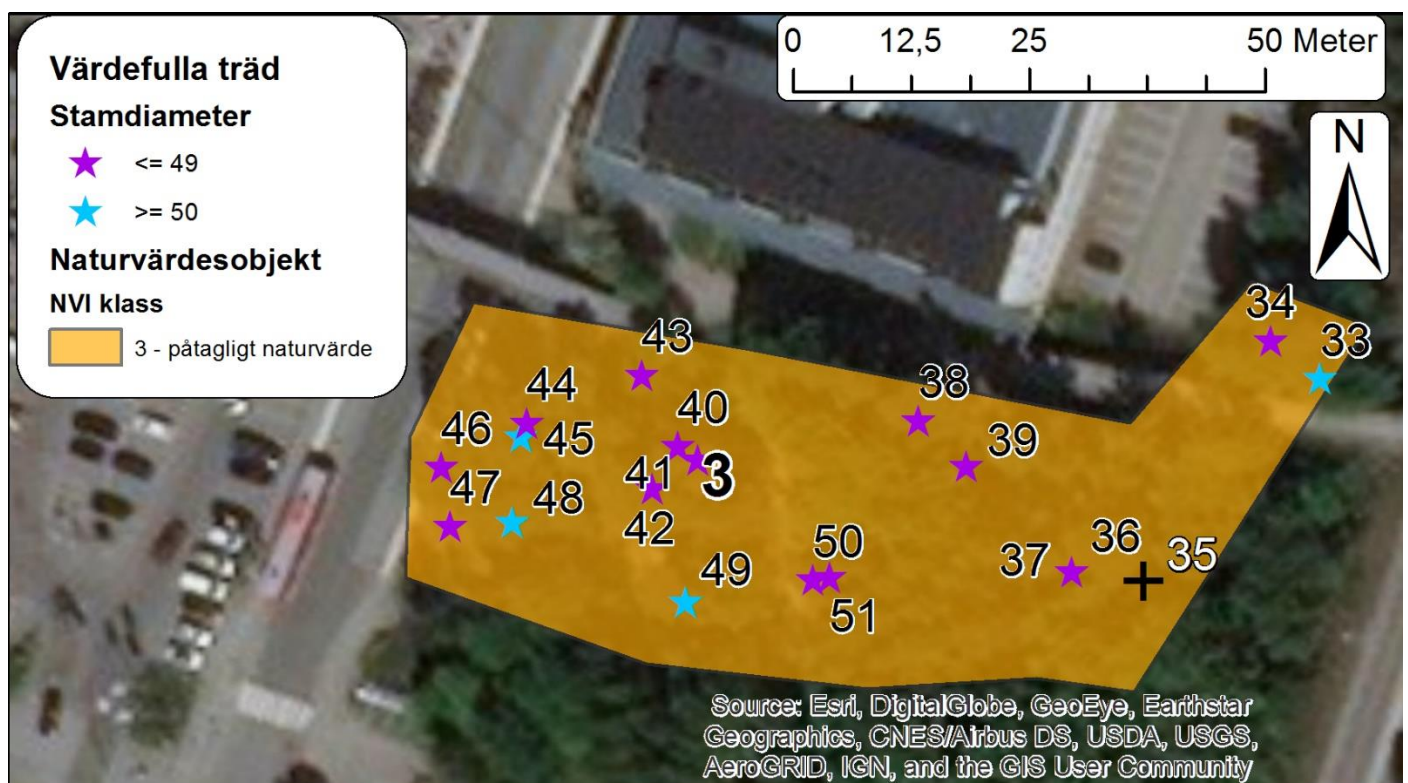 Värdefulla träd
Stamdiameter
<= 49
>= 50
Naturvärdesobjekt
NVI klass
3 - påtagligt naturvärde
0 12,5 25 50 Meter
N
34
33
43
38
44
40
39
46
45
3
41
47
48
42
50
37
36
35
49
51
Source: Esri, DigitalGlobe, GeoEye, Earthstar
Geographics, CNES/Airbus DS, USDA, USGS,
AeroGRID, IGN, and the GIS User Community